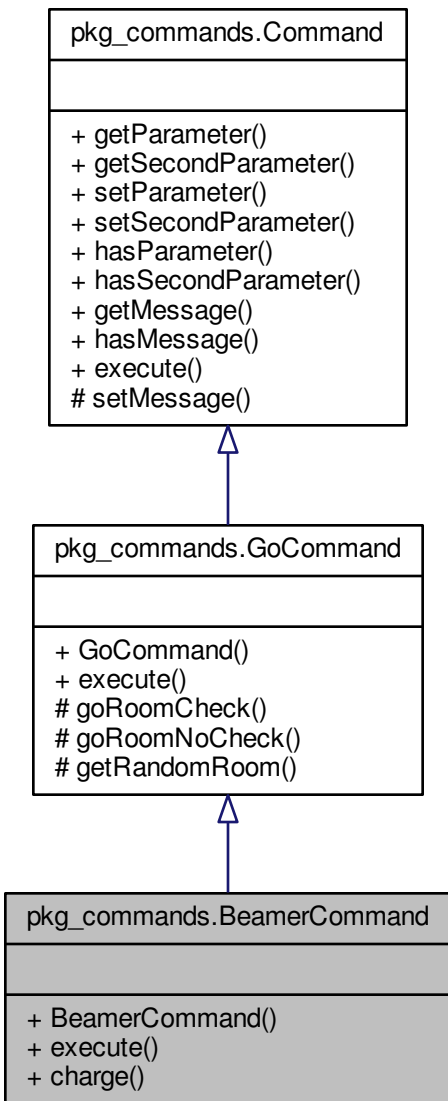 pkg_commands.Command
+ getParameter()
+ getSecondParameter()
+ setParameter()
+ setSecondParameter()
+ hasParameter()
+ hasSecondParameter()
+ getMessage()
+ hasMessage()
+ execute()
# setMessage()
pkg_commands.GoCommand
+ GoCommand()
+ execute()
# goRoomCheck()
# goRoomNoCheck()
# getRandomRoom()
pkg_commands.BeamerCommand
+ BeamerCommand()
+ execute()
+ charge()